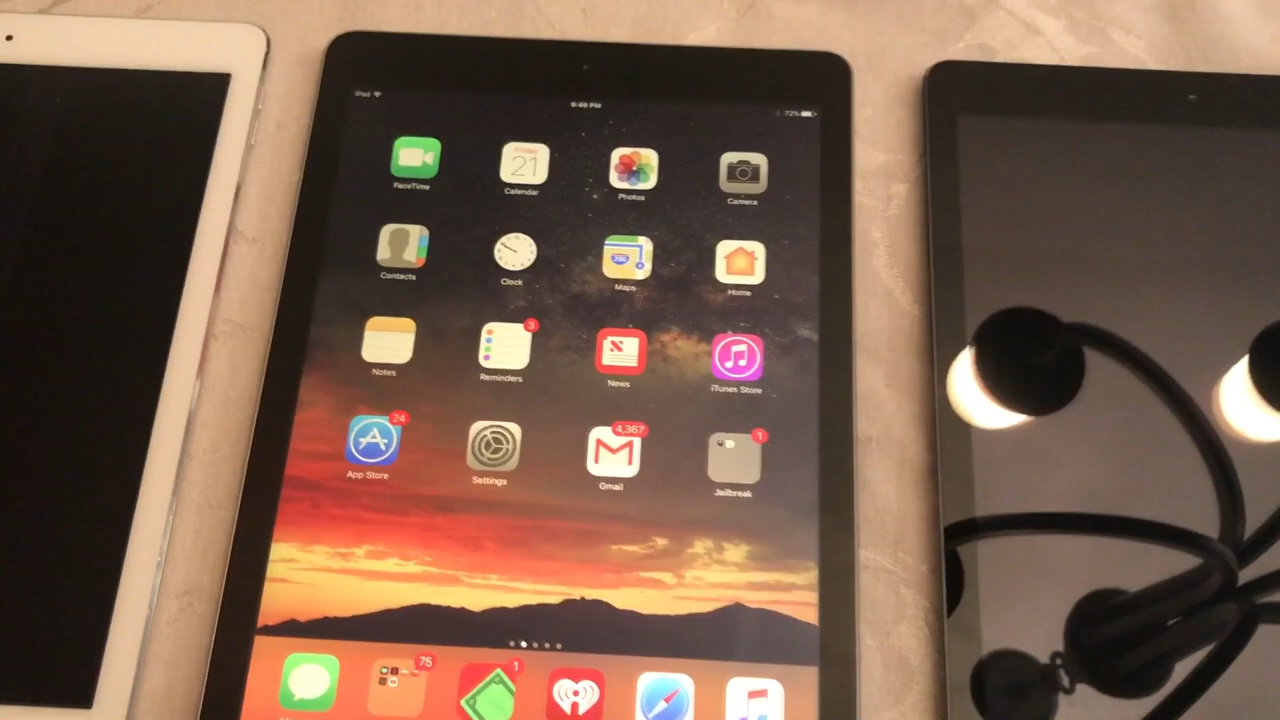 iPad
8:49 PM
72%
FaceTime
Friday
21
Calendar
Photos
Camera
Contacts
Clock
280
Maps
Home
Notes
3
Reminders
News
iTunes Store
24
App Store
Settings
4,367
Gmail
1
Jailbreak
75
1